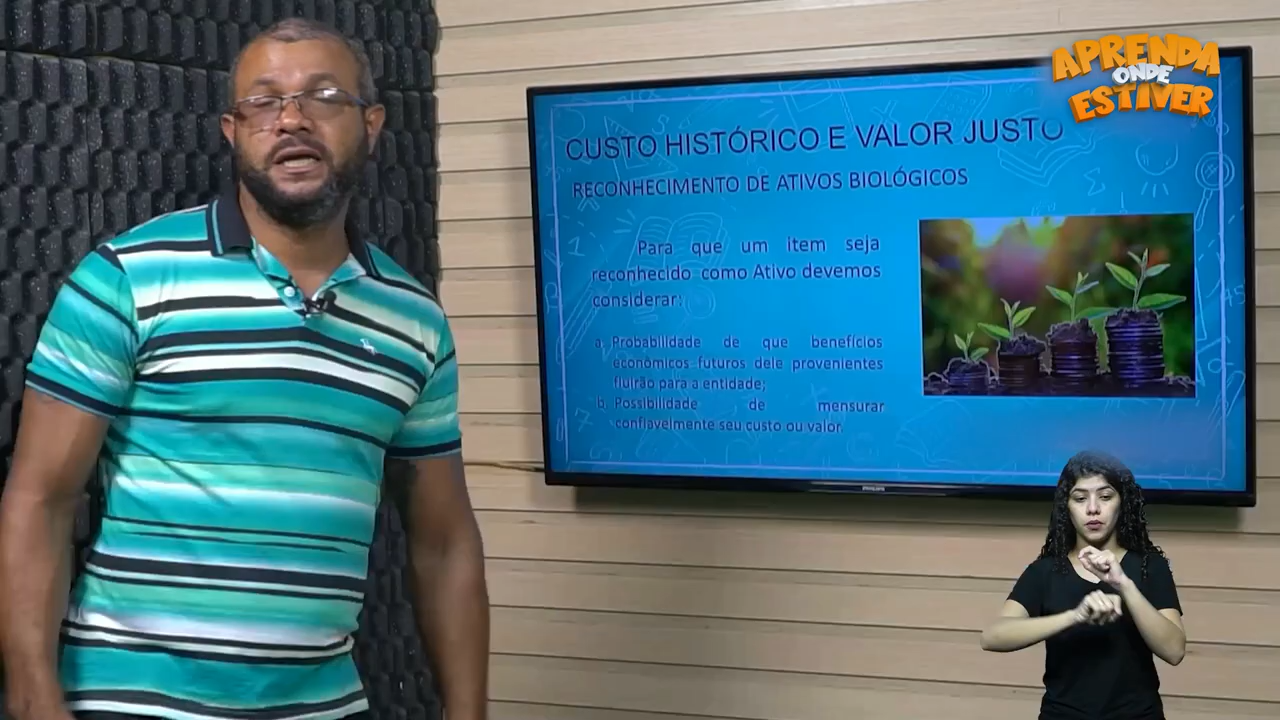 APRENDA
ONDE
ESTIVER
CUSTO HISTÓRICO E VALOR JUSTO
RECONHECIMENTO DE ATIVOS BIOLÓGICOS
Para que um item seja
reconhecido como Ativo devemos
considerar:
a. Probabilidade de que benefícios
econômicos futuros dele provenientes
fluirão para a entidade;
b. Possibilidade de mensurar
confiavelmente seu custo ou valor.